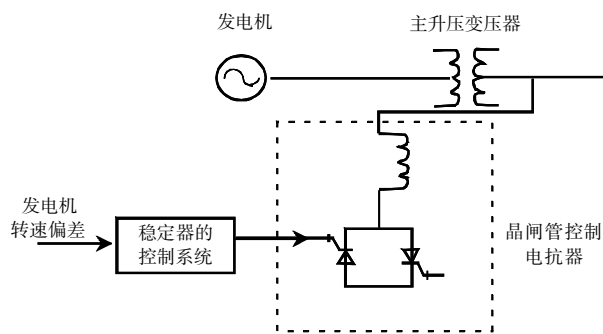 发电机
主升压变压器
发电机
转速偏差
稳定器的
控制系统
晶闸管控制
电抗器